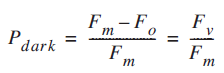 P_dark = (F_m − F_o) / F_m = F_v / F_m